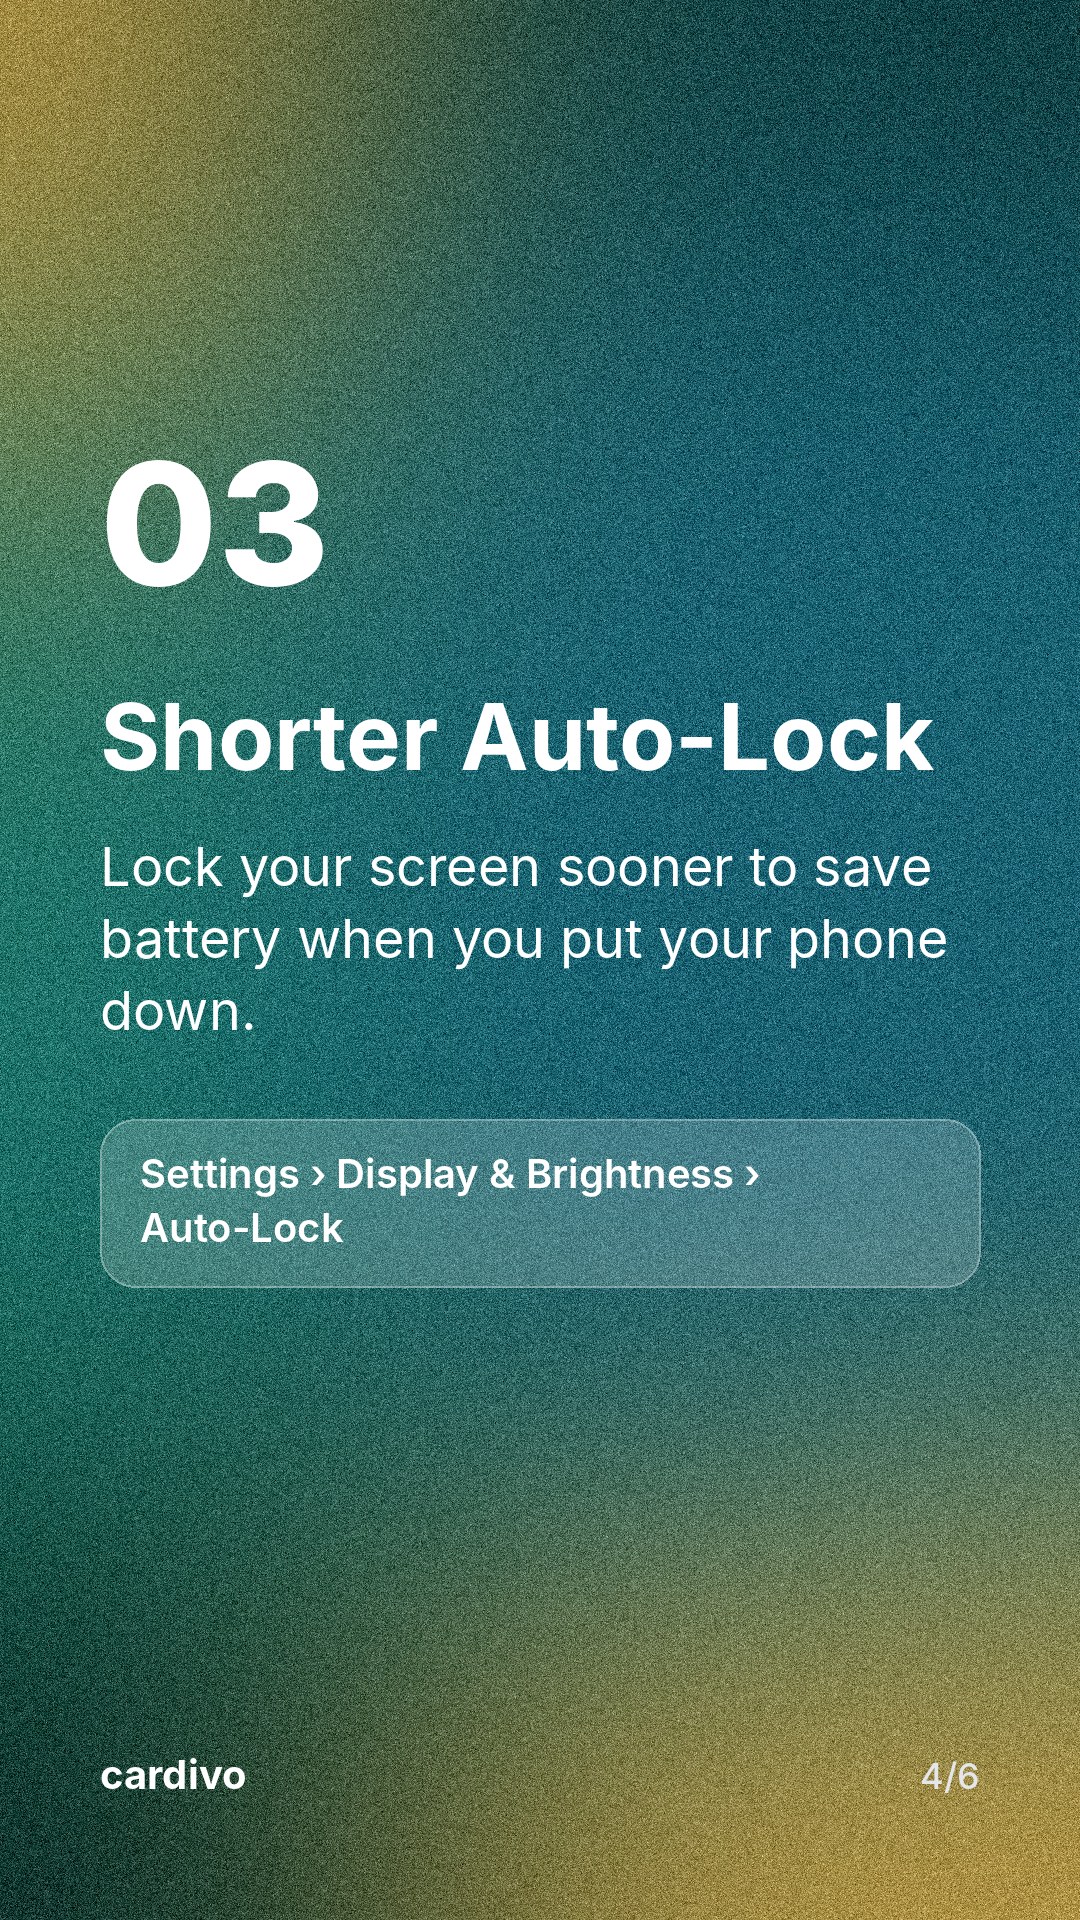 03
Shorter Auto-Lock
Lock your screen sooner to save
battery when you put your phone
down.
Settings › Display & Brightness ›
Auto-Lock
cardivo
4/6